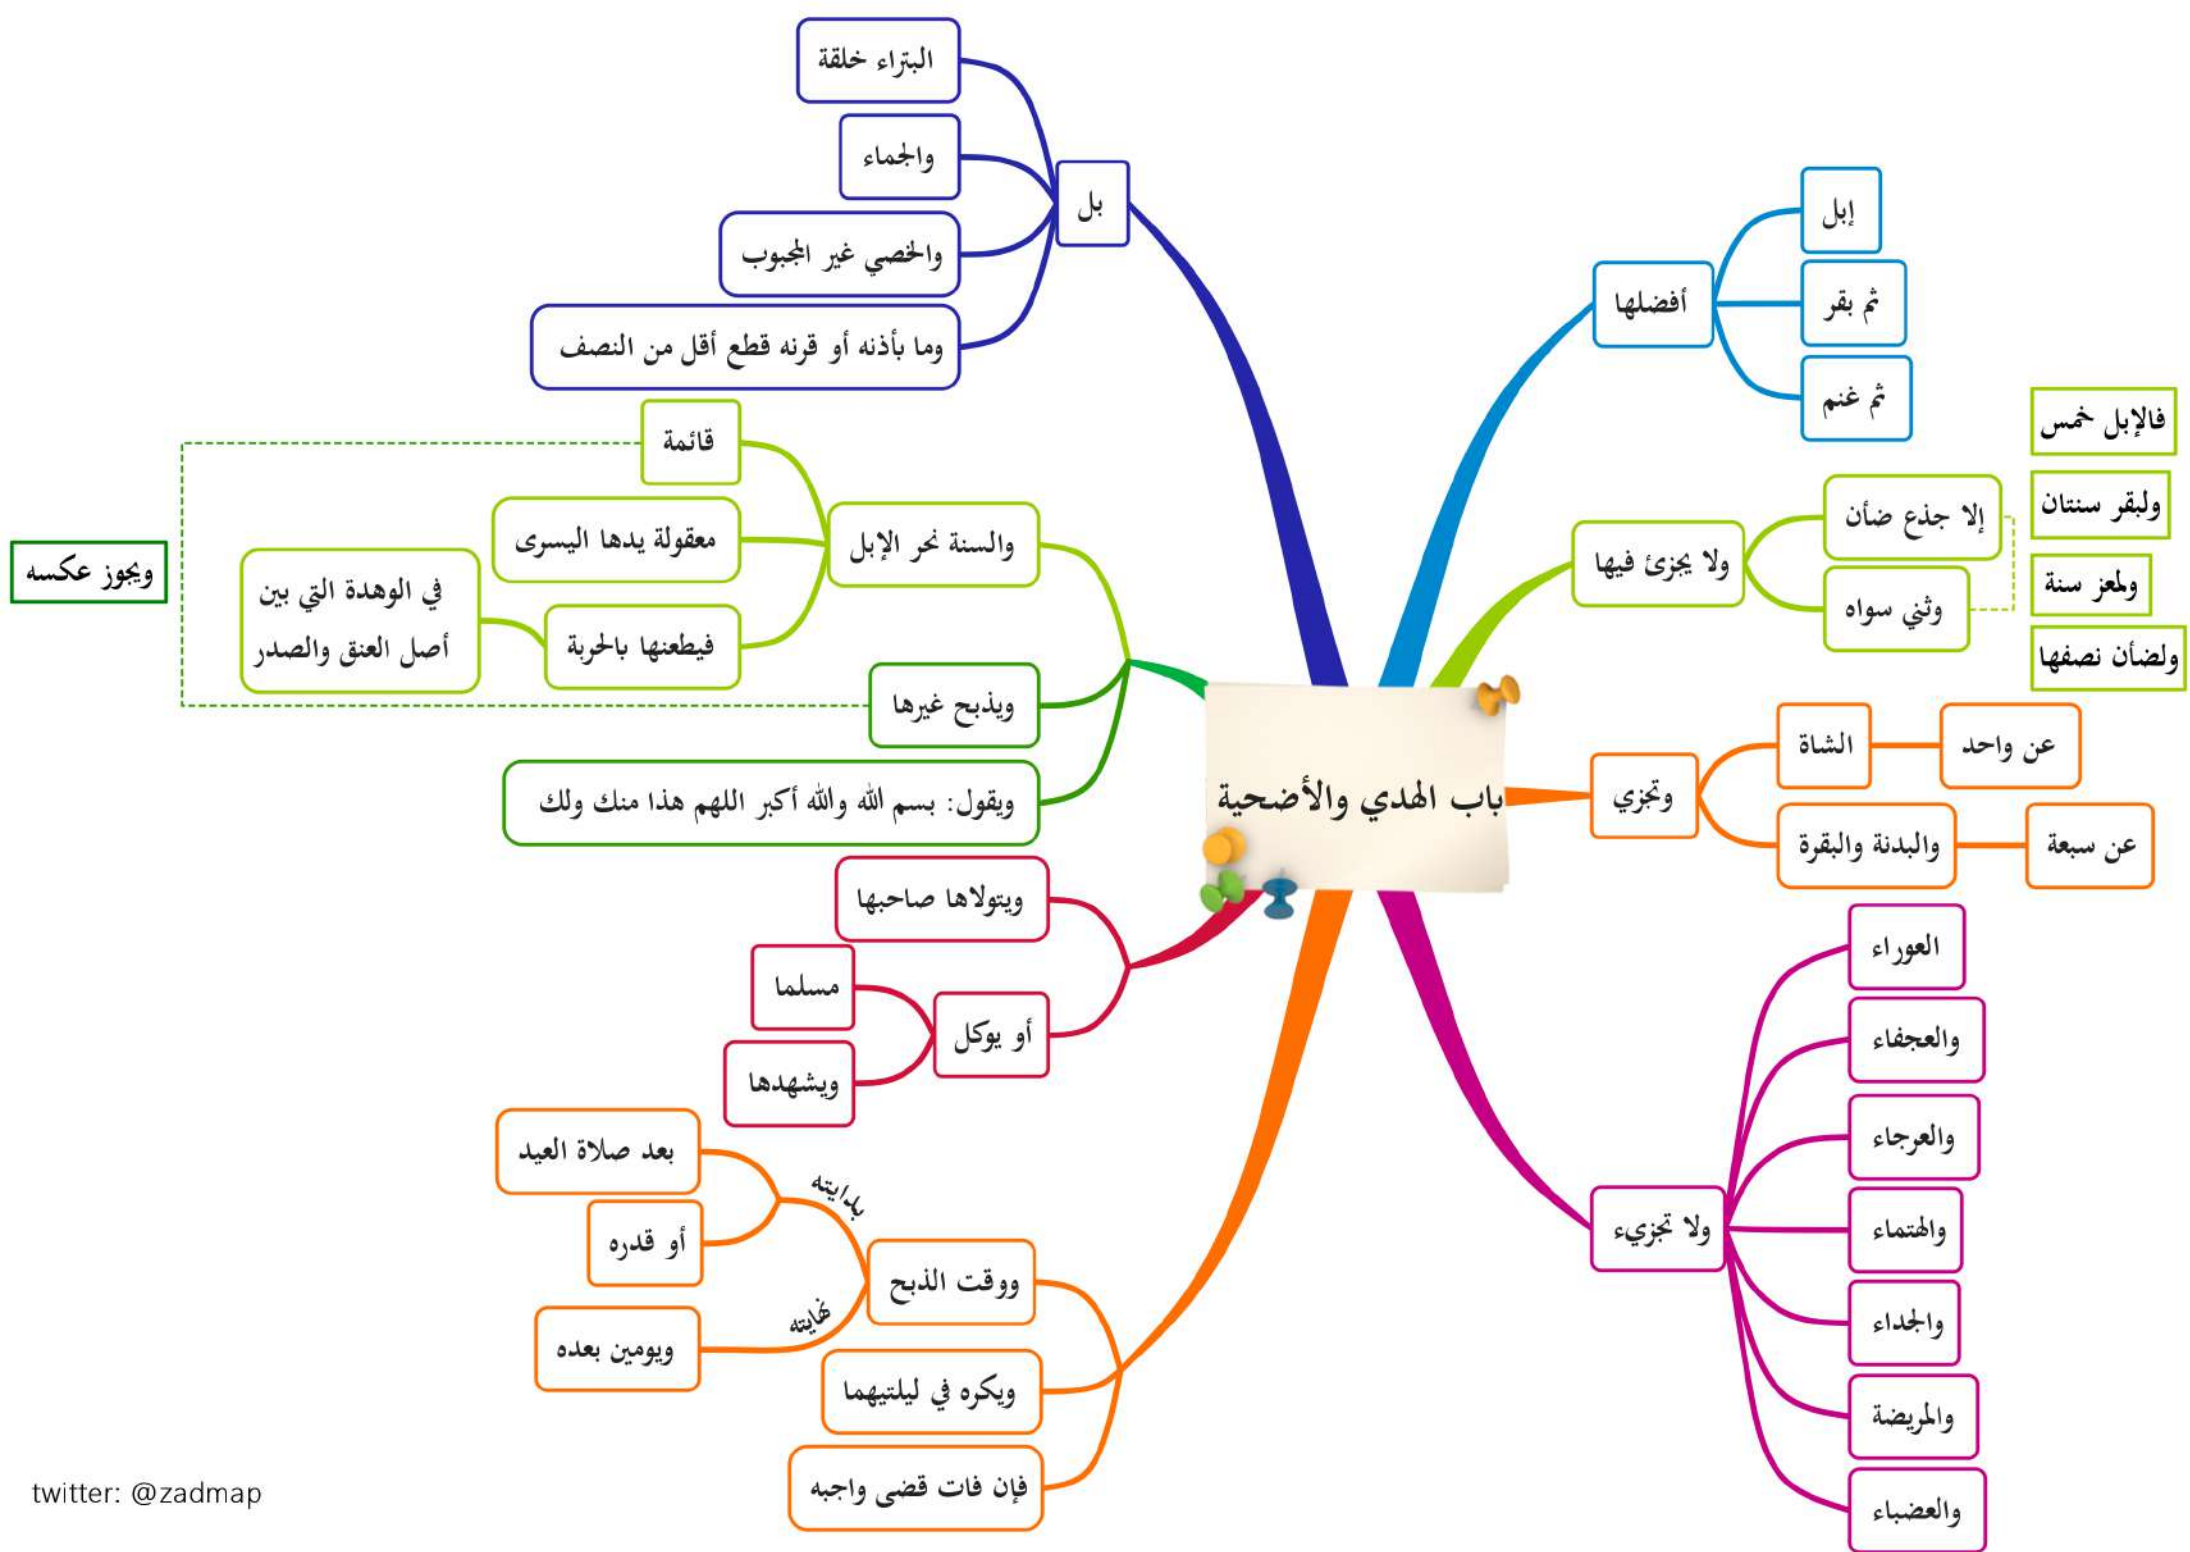 باب الهدي والأضحية
أفضلها
إبل
ثم بقر
ثم غنم
ولا يجزئ فيها
إلا جذع ضأن
وثني سواه
فالإبل خمس
ولبقر سنتان
ولمعز سنة
ولضأن نصفها
وتجزي
الشاة
عن واحد
والبدنة والبقرة
عن سبعة
ولا تجزيء
العوراء
والعجفاء
والعرجاء
والهتماء
والجداء
والمريضة
والعضباء
بل
البتراء خلقة
والجماء
والخصي غير المجبوب
وما بأذنه أو قرنه قطع أقل من النصف
والسنة نحر الإبل
قائمة
معقولة يدها اليسرى
فيطعنها بالحربة
في الوهدة التي بين
أصل العنق والصدر
ويذبح غيرها
ويجوز عكسه
ويقول: بسم الله والله أكبر اللهم هذا منك ولك
ويتولاها صاحبها
أو يوكل
مسلما
ويشهدها
ووقت الذبح
بدايته
بعد صلاة العيد
أو قدره
نهايته
ويومين بعده
ويكره في ليلتيهما
فإن فات قضى واجبه
twitter: @zadmap